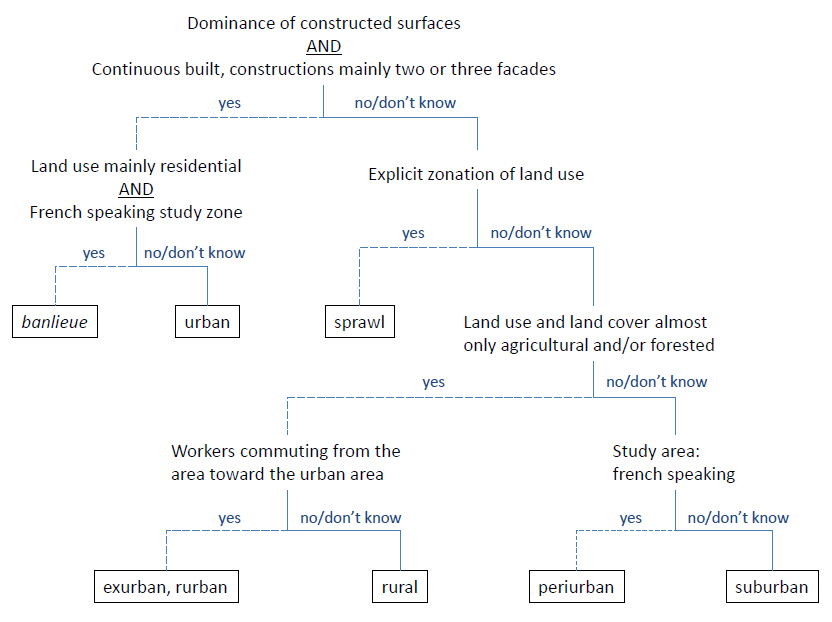 Dominance of constructed surfaces
AND
Continuous built, constructions mainly two or three facades
yes
no/don't know
Land use mainly residential
AND
French speaking study zone
Explicit zonation of land use
yes
no/don't know
yes
no/don't know
banlieue
urban
sprawl
Land use and land cover almost
only agricultural and/or forested
yes
no/don't know
Workers commuting from the
area toward the urban area
Study area:
french speaking
yes
no/don't know
yes
no/don't know
exurban, rurban
rural
periurban
suburban